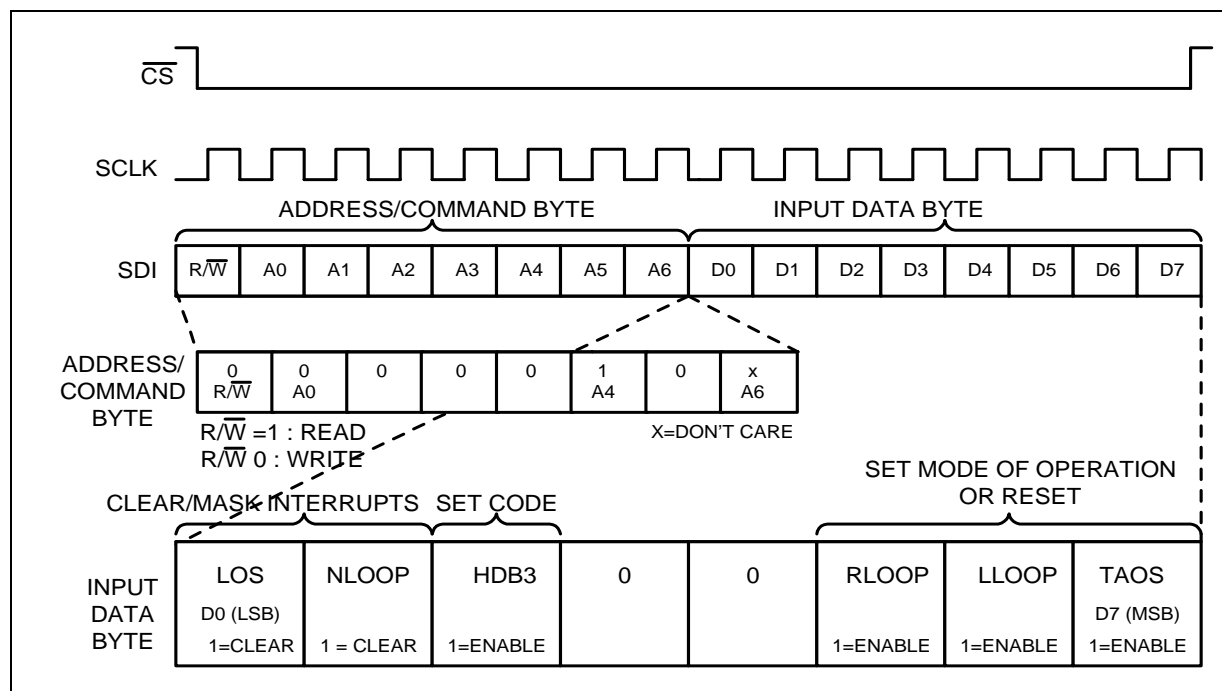 CS
SCLK
ADDRESS/COMMAND BYTE INPUT DATA BYTE
SDI R/W A0 A1 A2 A3 A4 A5 A6 D0 D1 D2 D3 D4 D5 D6 D7
ADDRESS/
COMMAND
BYTE
0 0 0 0 0 1 0 x
R/W A0 A4 A6
R/W =1 : READ X=DON'T CARE
R/W 0 : WRITE
SET MODE OF OPERATION
OR RESET
CLEAR/MASK INTERRUPTS SET CODE
INPUT
DATA
BYTE
LOS NLOOP HDB3 0 0 RLOOP LLOOP TAOS
D0 (LSB) D7 (MSB)
1=CLEAR 1 = CLEAR 1=ENABLE 1=ENABLE 1=ENABLE 1=ENABLE